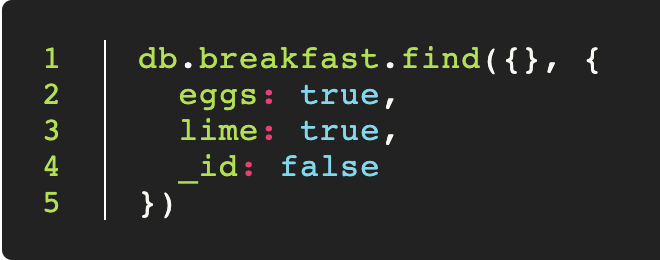 1 db.breakfast.find({}, {
2   eggs: true,
3   lime: true,
4   _id: false
5 })